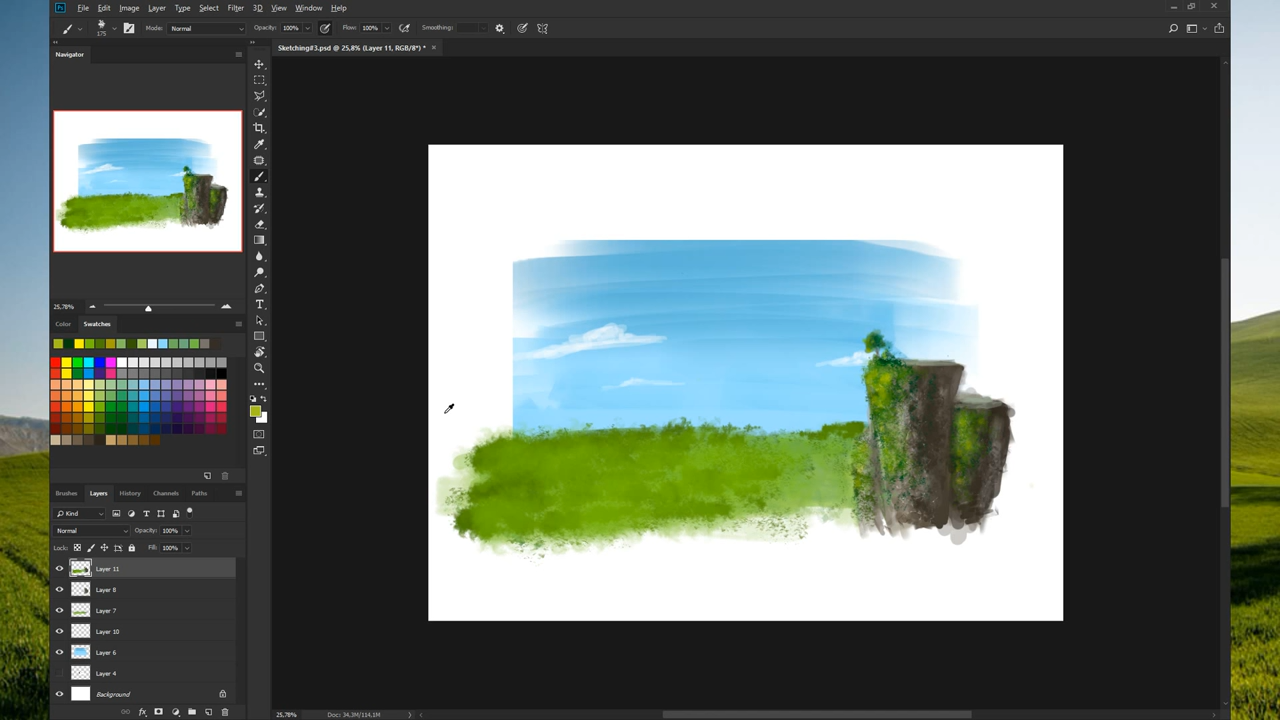 Ps File Edit Image Layer Type Select Filter 3D View Window Help
175 Mode: Normal Opacity: 100% Flow: 100% Smoothing:
Sketching#3.psd @ 25,8% (Layer 11, RGB/8*) *
Navigator
25,78%
Color Swatches
Brushes Layers History Channels Paths
Kind
Normal Opacity: 100%
Lock: Fill: 100%
Layer 11
Layer 8
Layer 7
Layer 10
Layer 6
Layer 4
Background
fx
25,78% Doc: 34,3M/114,1M